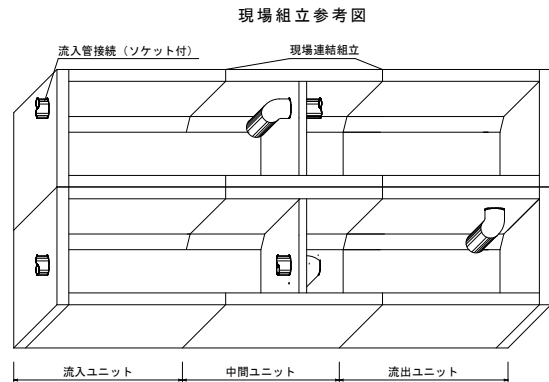 現場組立参考図
流入管接続（ソケット付）
現場連結組立
流入ユニット
中間ユニット
流出ユニット